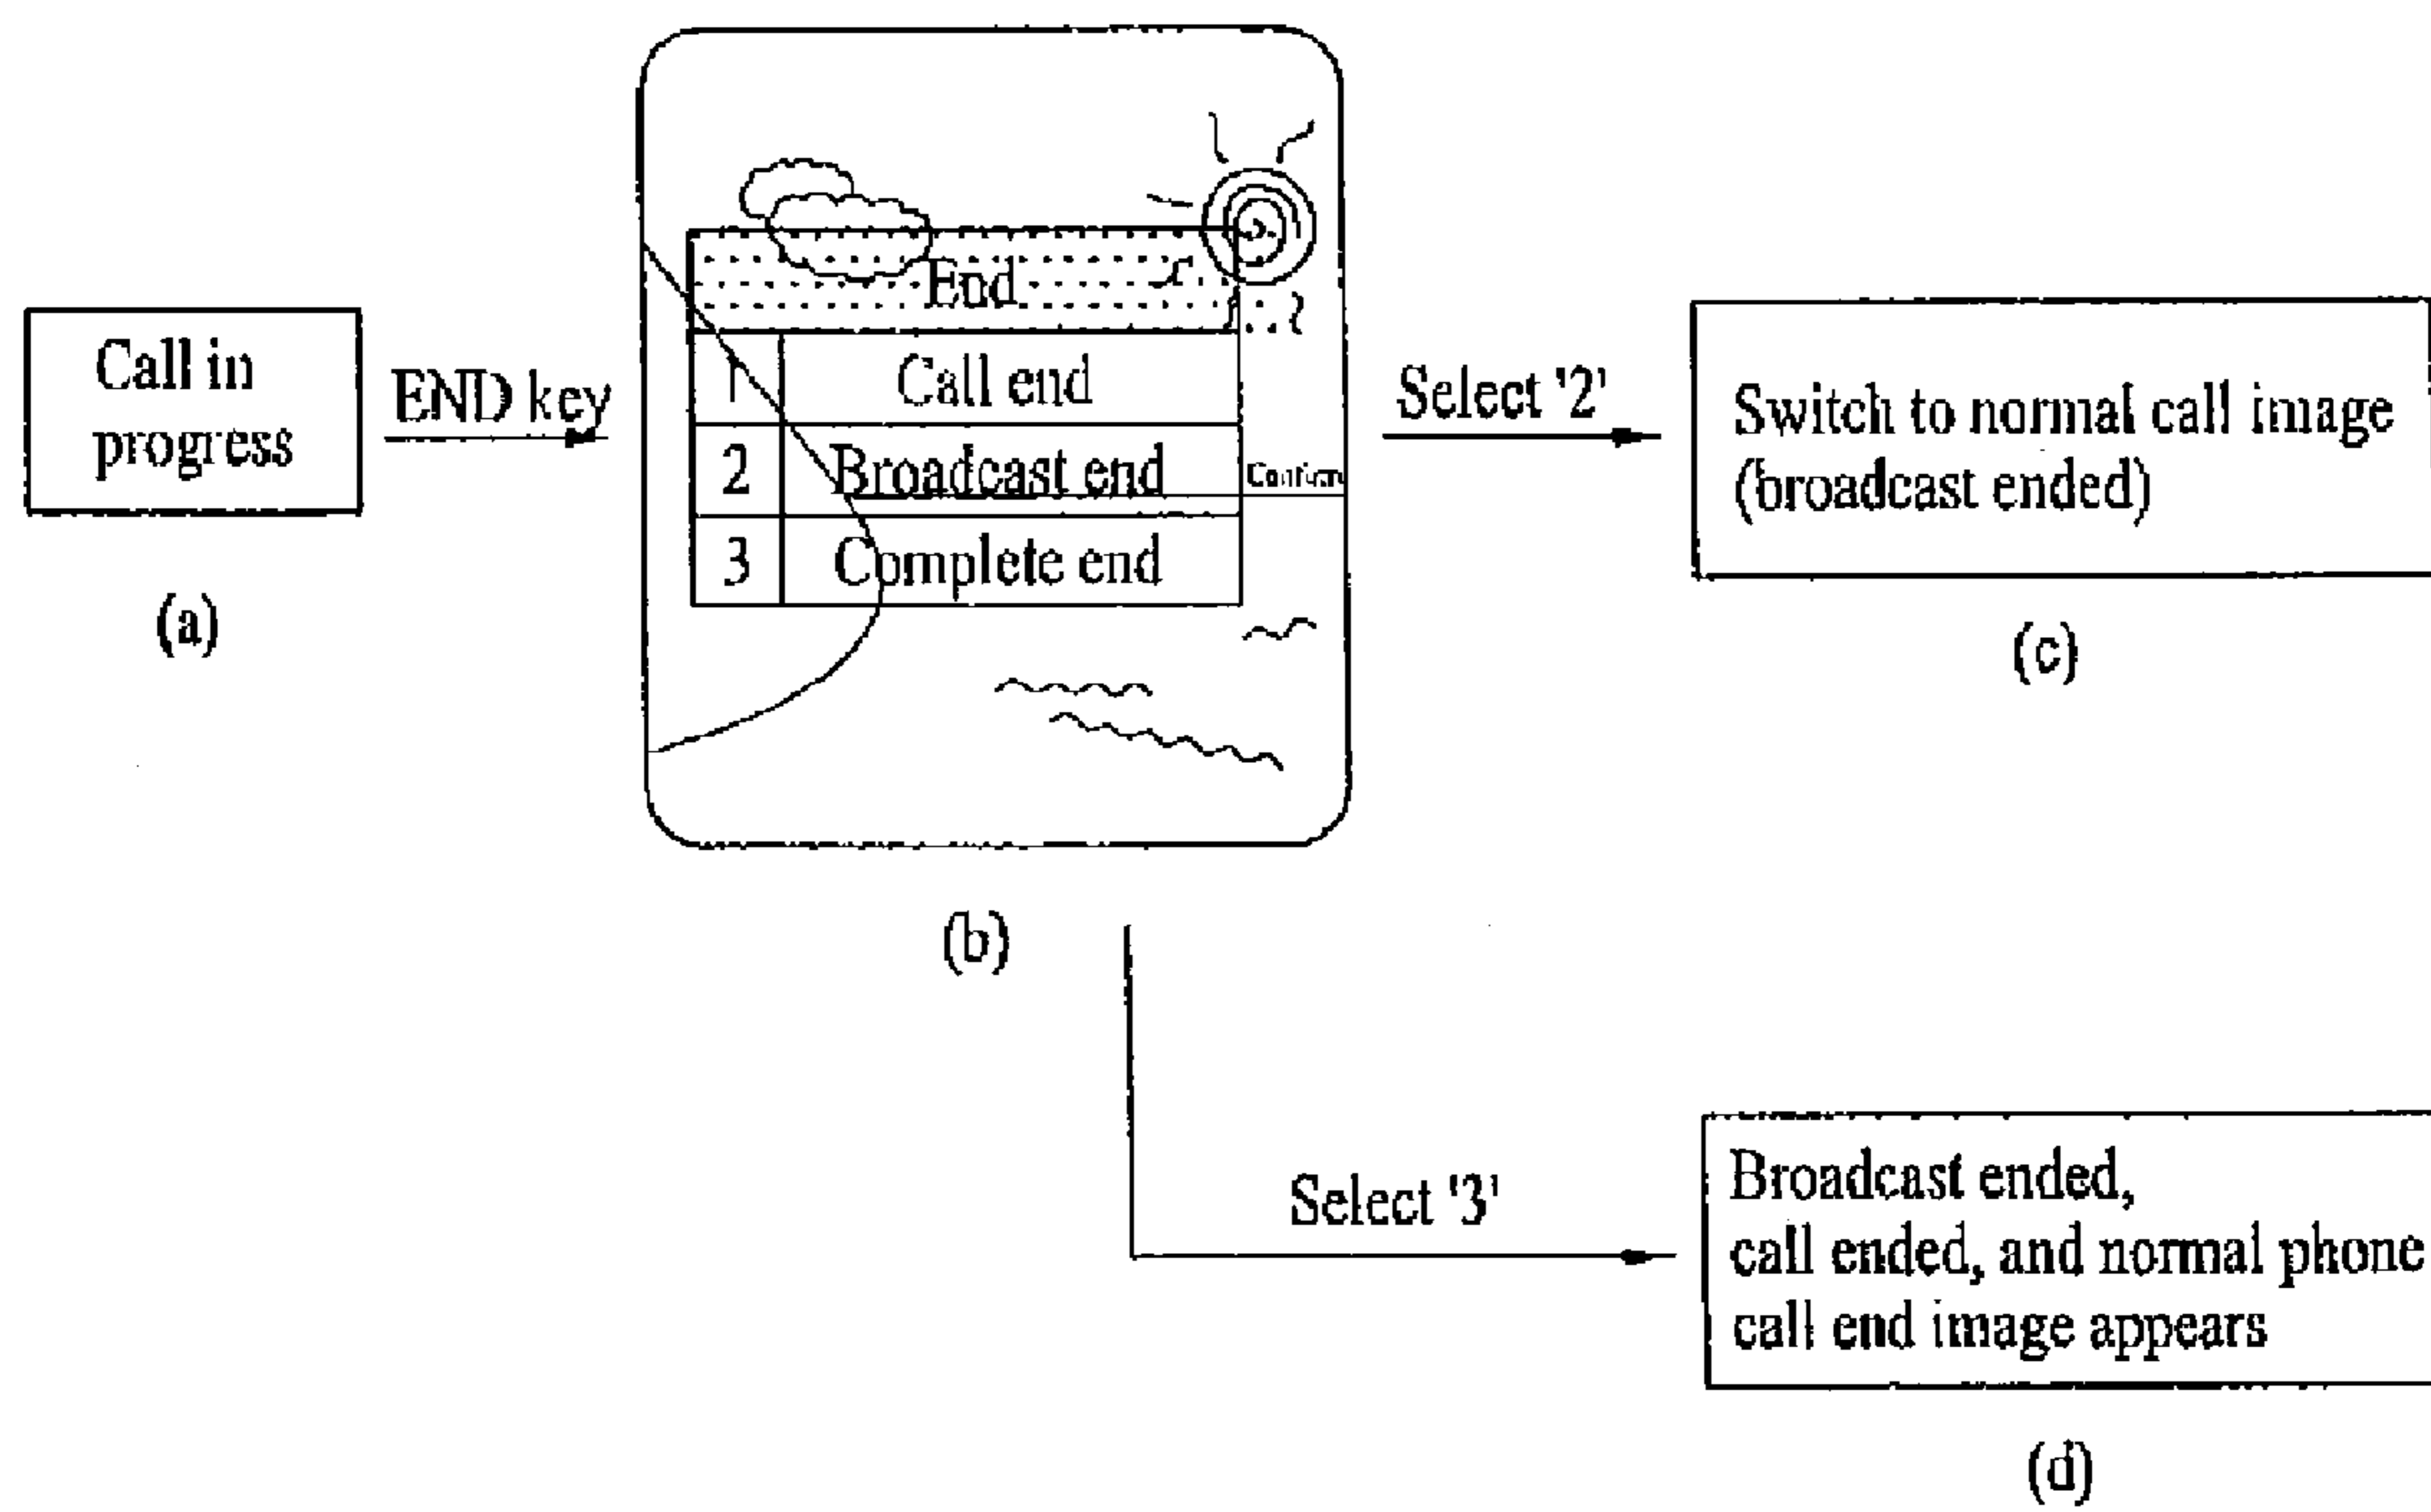 Call in
progress
(a)
END key
End
1 Call end
2 Broadcast end
Confirm
3 Complete end
(b)
Select '2'
Switch to normal call image
(broadcast ended)
(c)
Select '3'
Broadcast ended,
call ended, and normal phone
call end image appears
(d)